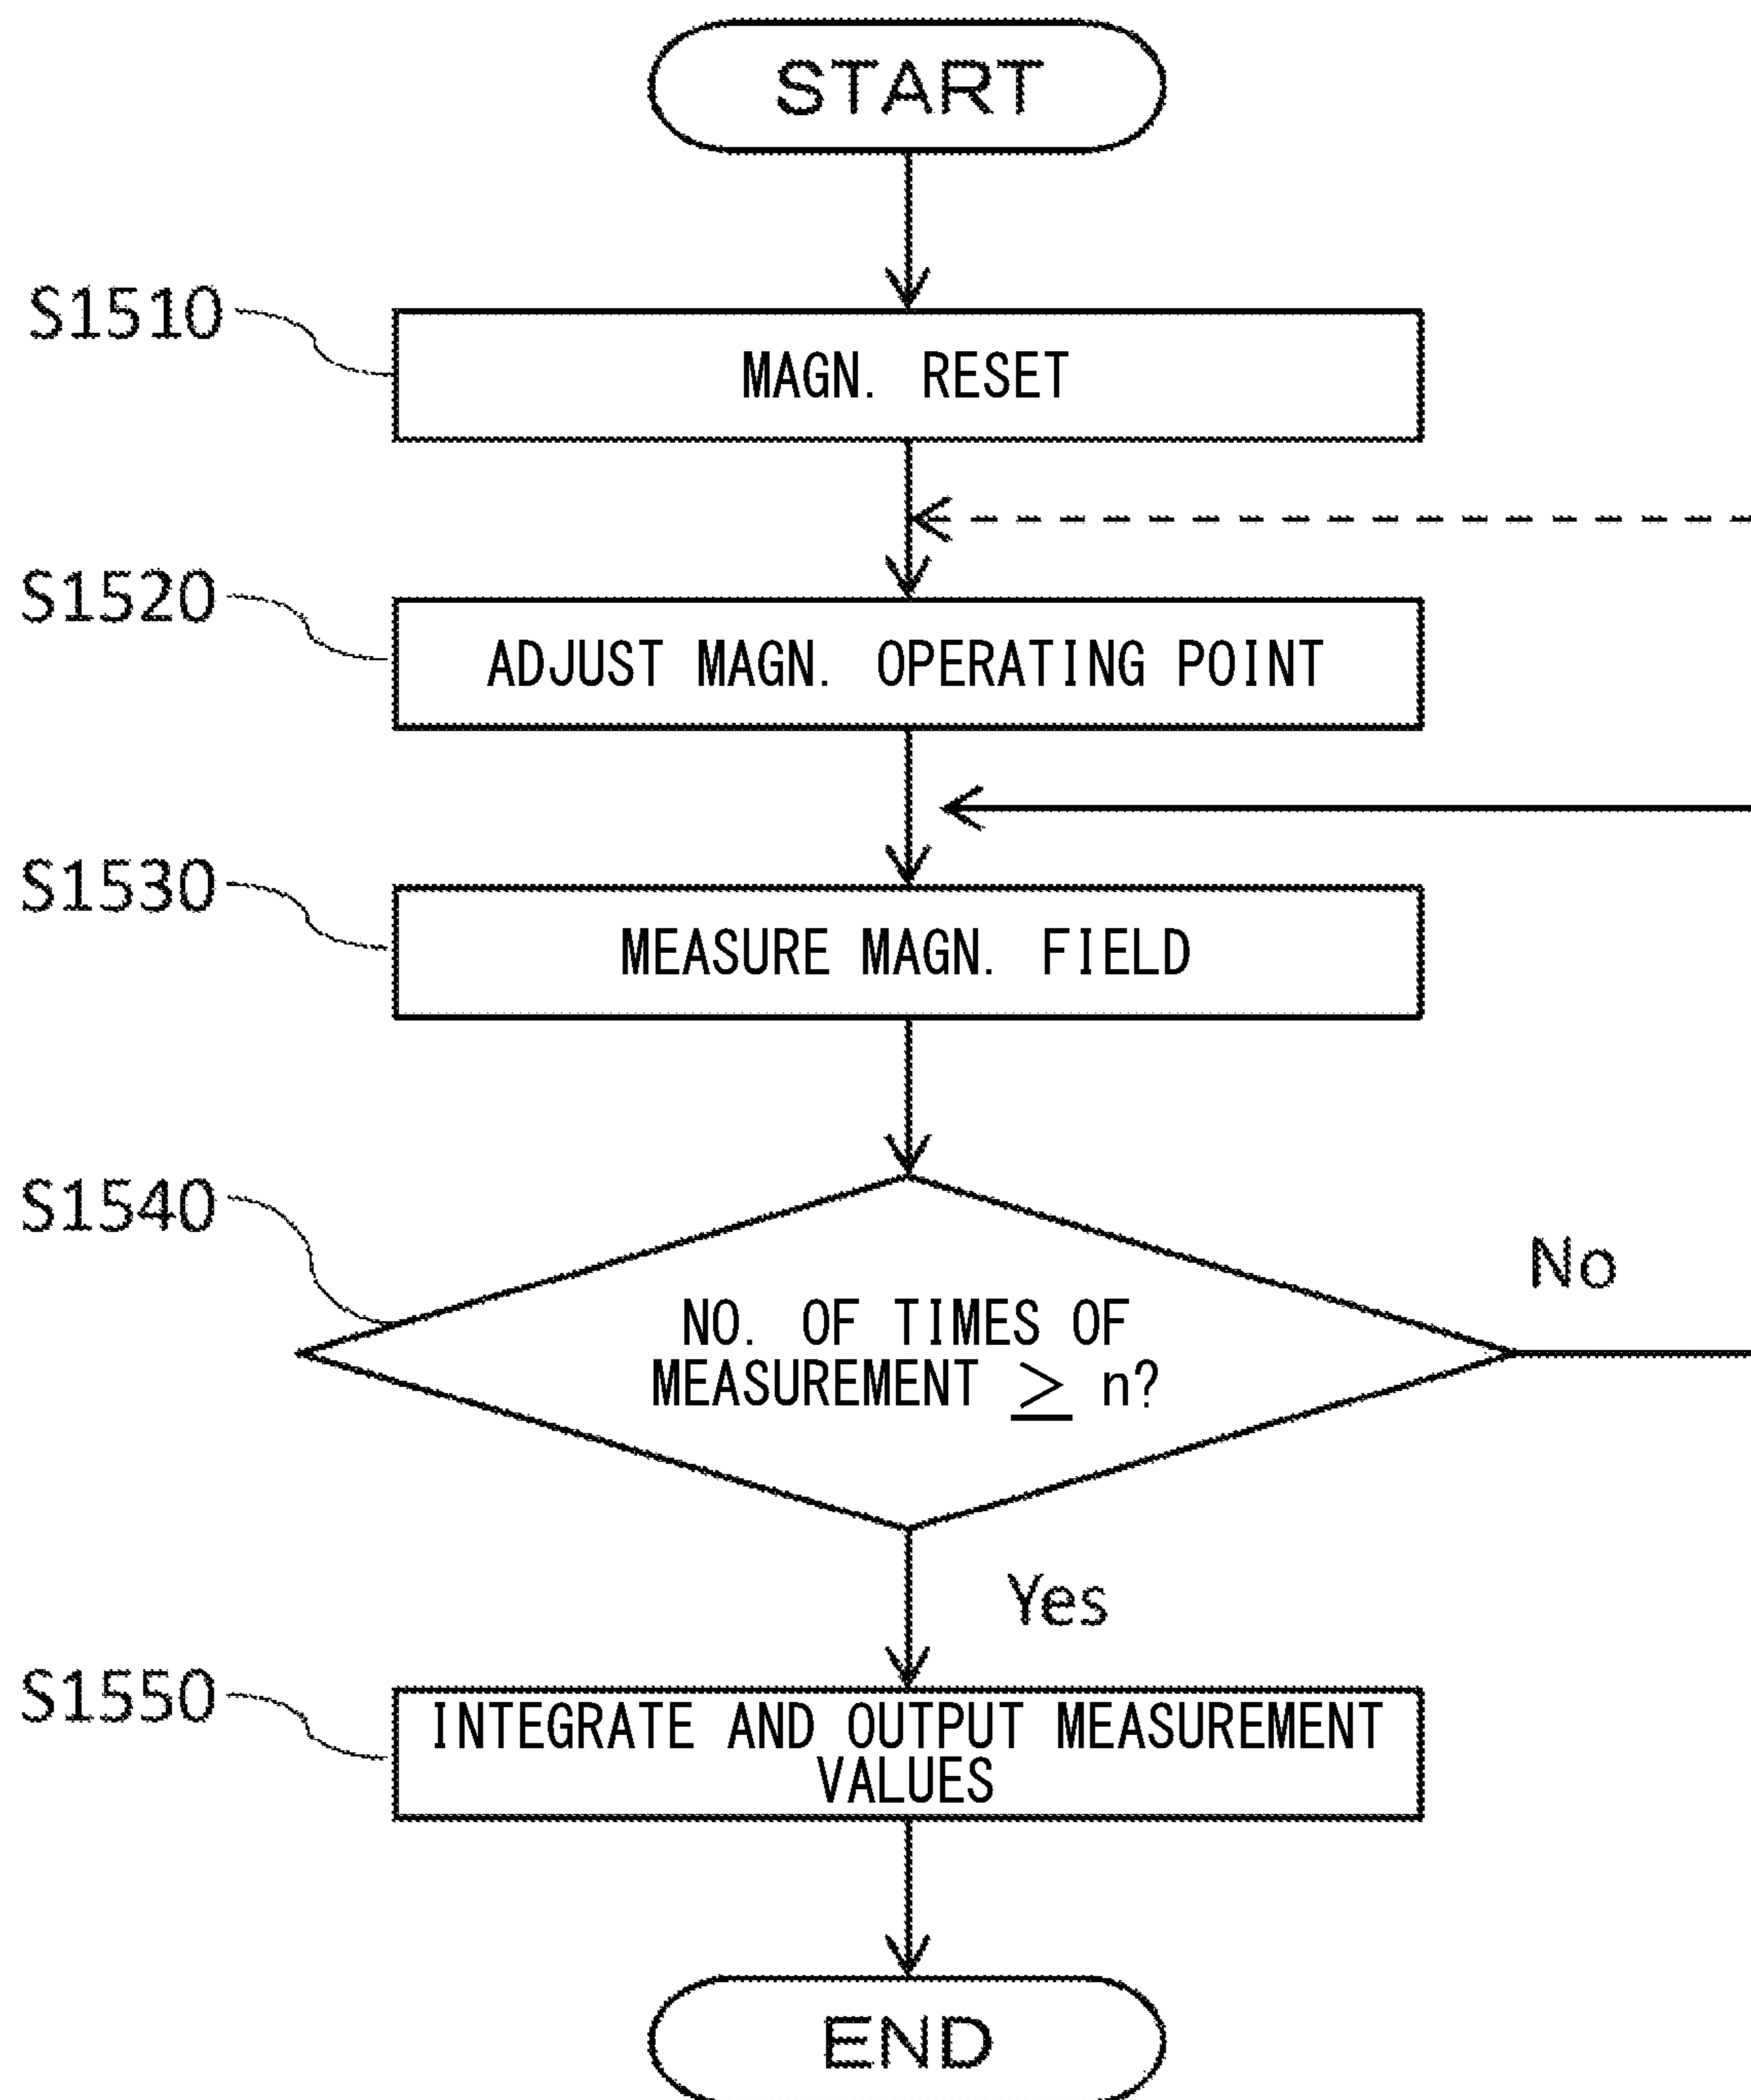 START
S1510
MAGN. RESET
S1520
ADJUST MAGN. OPERATING POINT
S1530
MEASURE MAGN. FIELD
S1540
NO. OF TIMES OF
MEASUREMENT ≥ n?
No
Yes
S1550
INTEGRATE AND OUTPUT MEASUREMENT
VALUES
END